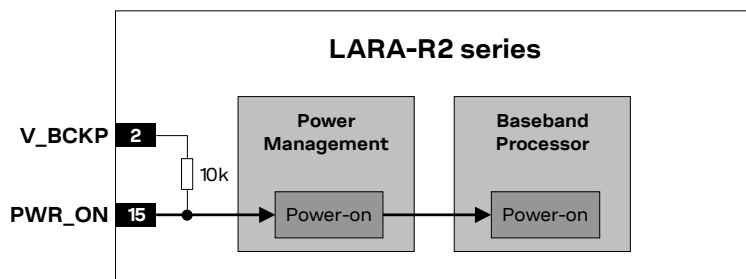 LARA-R2 series
V_BCKP 2
Power
Management
Baseband
Processor
10k
PWR_ON 15
Power-on
Power-on